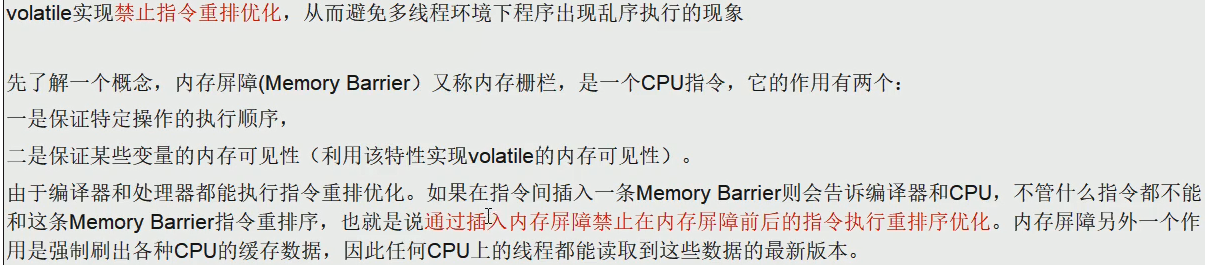 volatile实现禁止指令重排优化，从而避免多线程环境下程序出现乱序执行的现象
先了解一个概念，内存屏障(Memory Barrier）又称内存栅栏，是一个CPU指令，它的作用有两个：
一是保证特定操作的执行顺序，
二是保证某些变量的内存可见性（利用该特性实现volatile的内存可见性）。
由于编译器和处理器都能执行指令重排优化。如果在指令间插入一条Memory Barrier则会告诉编译器和CPU，不管什么指令都不能
和这条Memory Barrier指令重排序，也就是说通过插入内存屏障禁止在内存屏障前后的指令执行重排序优化。内存屏障另外一个作
用是强制刷出各种CPU的缓存数据，因此任何CPU上的线程都能读取到这些数据的最新版本。